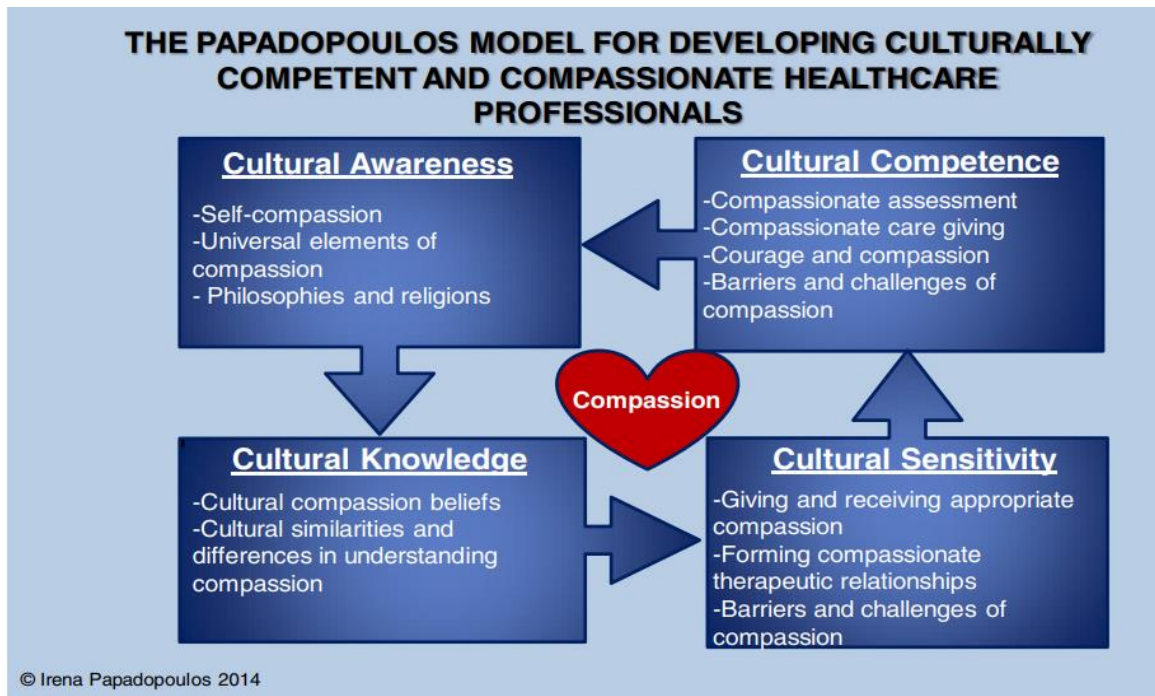 THE PAPADOPOULOS MODEL FOR DEVELOPING CULTURALLY
COMPETENT AND COMPASSIONATE HEALTHCARE
PROFESSIONALS
Cultural Awareness
-Self-compassion
-Universal elements of
compassion
- Philosophies and religions
Cultural Competence
-Compassionate assessment
-Compassionate care giving
-Courage and compassion
-Barriers and challenges of
compassion
Compassion
Cultural Knowledge
-Cultural compassion beliefs
-Cultural similarities and
differences in understanding
compassion
Cultural Sensitivity
-Giving and receiving appropriate
compassion
-Forming compassionate
therapeutic relationships
-Barriers and challenges of
compassion
© Irena Papadopoulos 2014